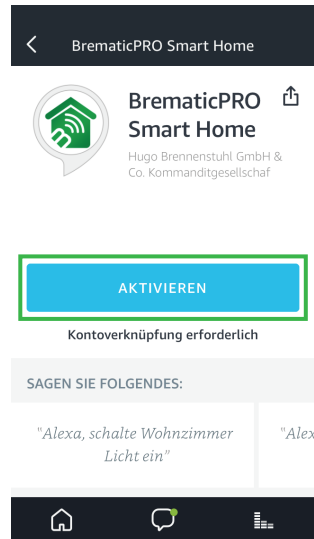 BrematicPRO Smart Home
BrematicPRO
Smart Home
Hugo Brennenstuhl GmbH &
Co. Kommanditgesellschaf
AKTIVIEREN
Kontoverknüpfung erforderlich
SAGEN SIE FOLGENDES:
"Alexa, schalte Wohnzimmer
Licht ein"
"Alex